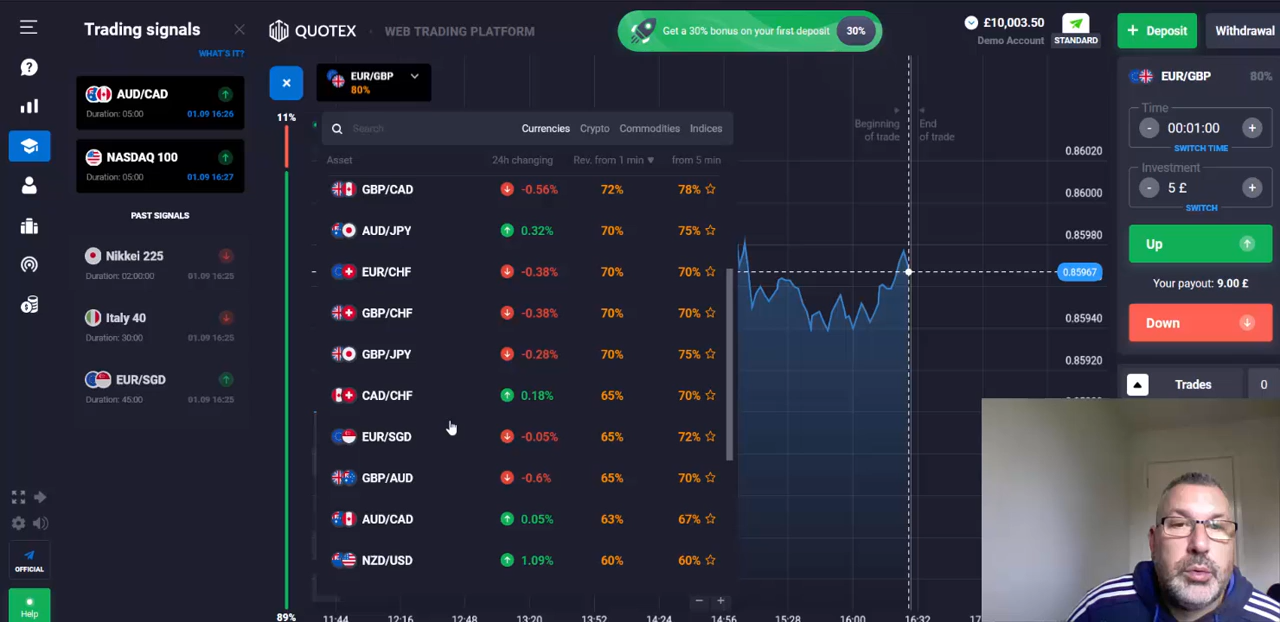 Trading signals
WHAT'S IT?
AUD/CAD
Duration: 05:00 01.09 16:26
NASDAQ 100
Duration: 05:00 01.09 16:27
PAST SIGNALS
Nikkei 225
Duration: 02:00:00 01.09 16:25
Italy 40
Duration: 30:00 01.09 16:25
EUR/SGD
Duration: 45:00 01.09 16:25
OFFICIAL
Help
QUOTEX WEB TRADING PLATFORM
Get a 30% bonus on your first deposit 30%
£10,003.50
Demo Account
STANDARD
+ Deposit
Withdrawal
EUR/GBP
80%
11%
89%
Search Currencies Crypto Commodities Indices
Asset 24h changing Rev. from 1 min from 5 min
GBP/CAD -0.56% 72% 78%
AUD/JPY 0.32% 70% 75%
EUR/CHF -0.38% 70% 70%
GBP/CHF -0.38% 70% 70%
GBP/JPY -0.28% 70% 75%
CAD/CHF 0.18% 65% 70%
EUR/SGD -0.05% 65% 72%
GBP/AUD -0.6% 65% 70%
AUD/CAD 0.05% 63% 67%
NZD/USD 1.09% 60% 60%
Beginning of trade
End of trade
0.86020
0.86000
0.85980
0.85967
0.85940
0.85920
11:44 12:16 12:48 13:20 13:52 14:24 14:56 15:28 16:00 16:32
EUR/GBP 80%
Time
- 00:01:00 +
SWITCH TIME
Investment
- 5 £ +
SWITCH
Up
Your payout: 9.00 £
Down
Trades 0